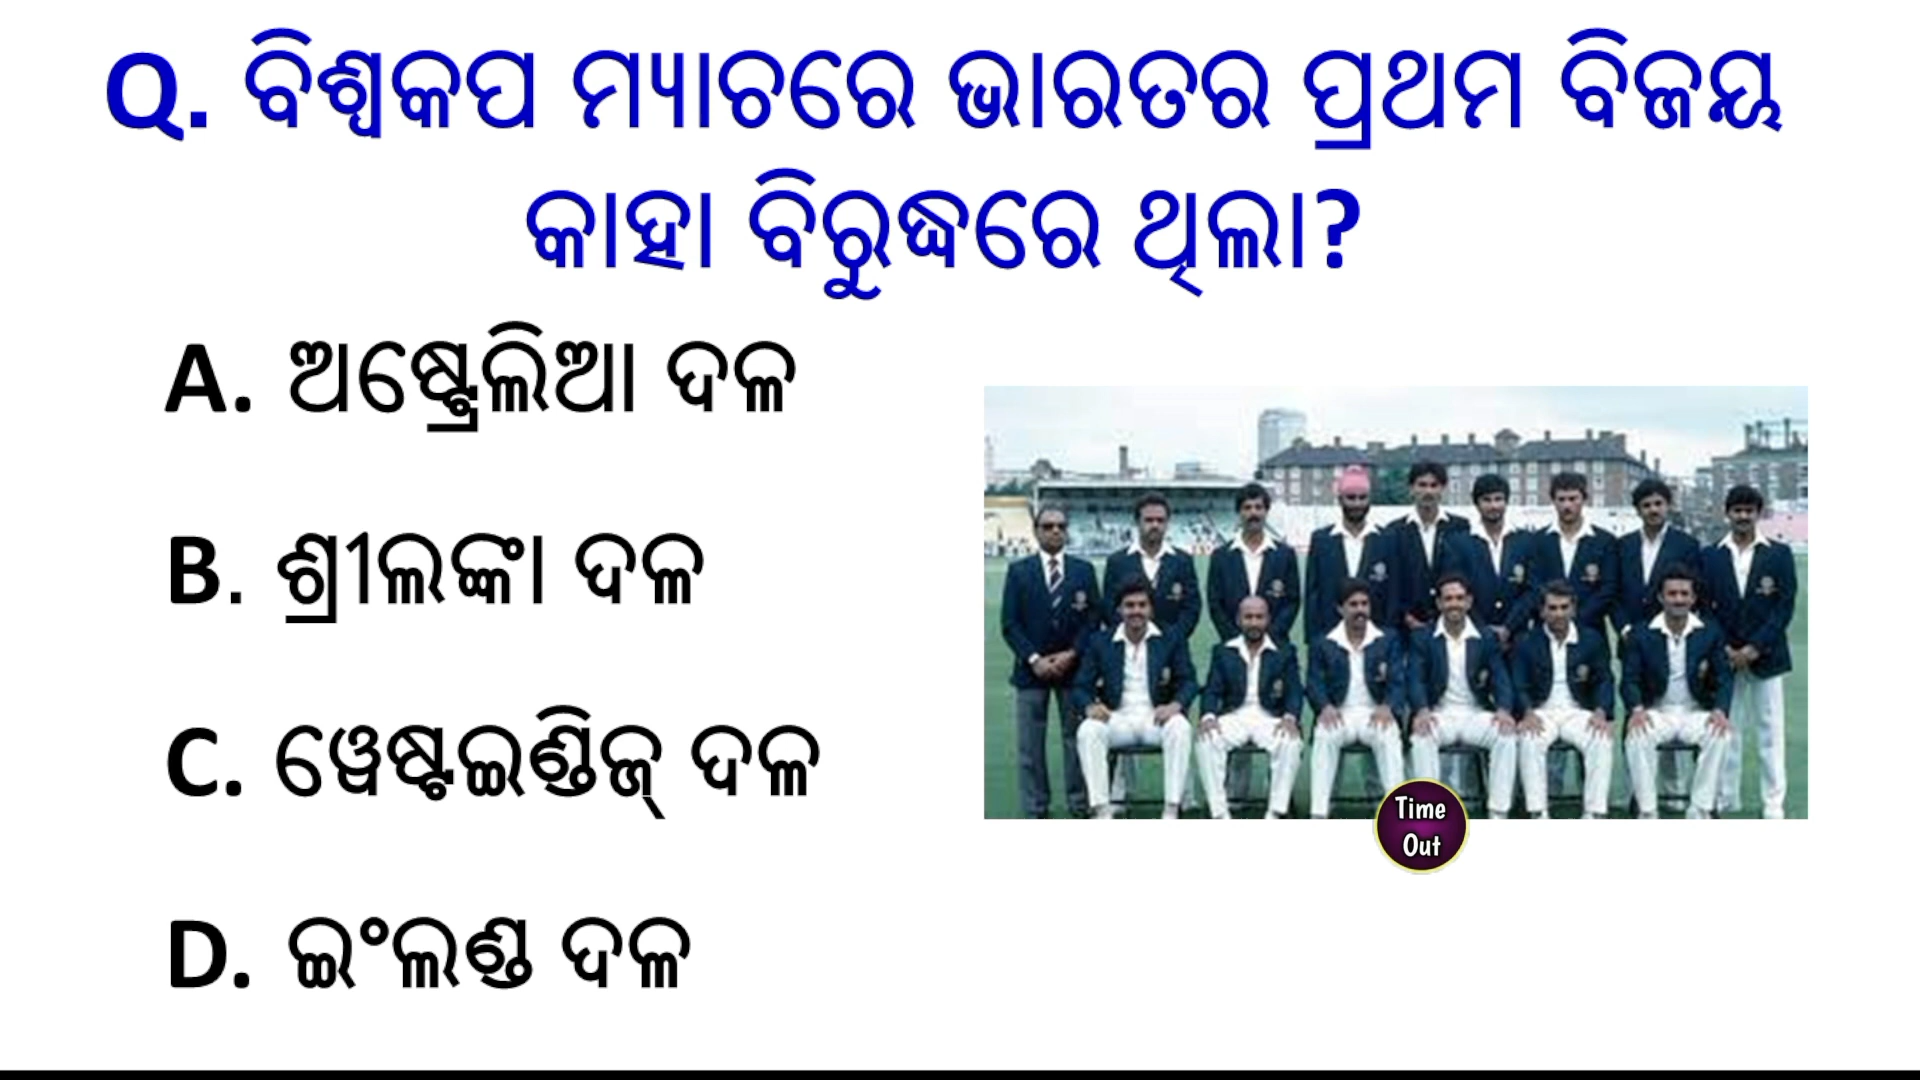 Q. ବିଶ୍ୱକପ ମ୍ୟାଚରେ ଭାରତର ପ୍ରଥମ ବିଜୟ
କାହା ବିରୁଦ୍ଧରେ ଥିଲା?
A. ଅଷ୍ଟ୍ରେଲିଆ ଦଳ
B. ଶ୍ରୀଲଙ୍କା ଦଳ
C. ୱେଷ୍ଟଇଣ୍ଡିଜ୍ ଦଳ
D. ଇଂଲଣ୍ଡ ଦଳ
Time
Out